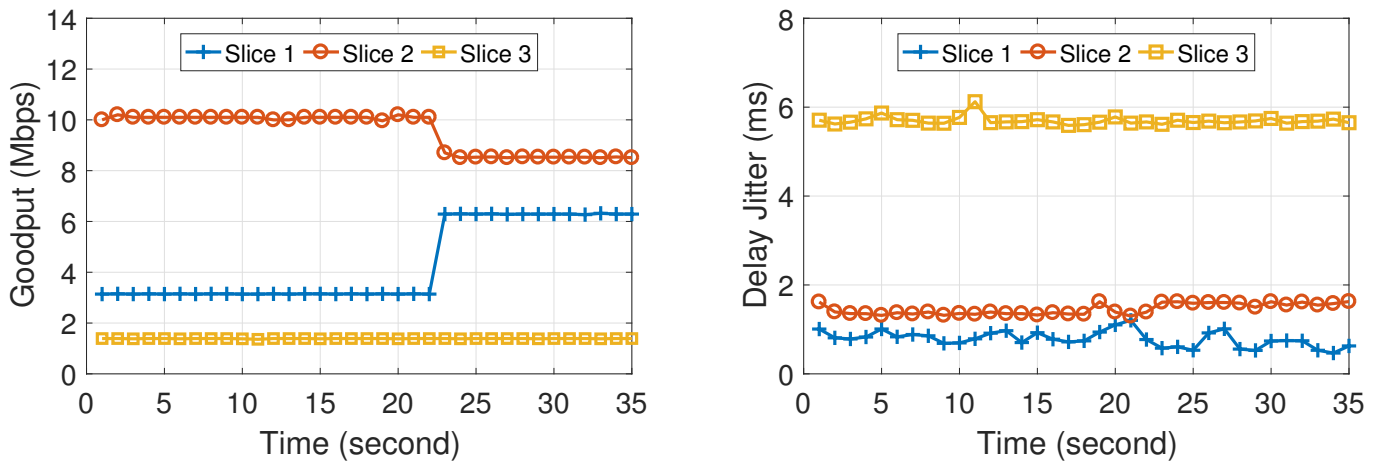 Goodput (Mbps)
14
12
10
8
6
4
2
0
Slice 1 Slice 2 Slice 3
0 5 10 15 20 25 30 35
Time (second)
Delay Jitter (ms)
8
6
4
2
0
Slice 1 Slice 2 Slice 3
0 5 10 15 20 25 30 35
Time (second)